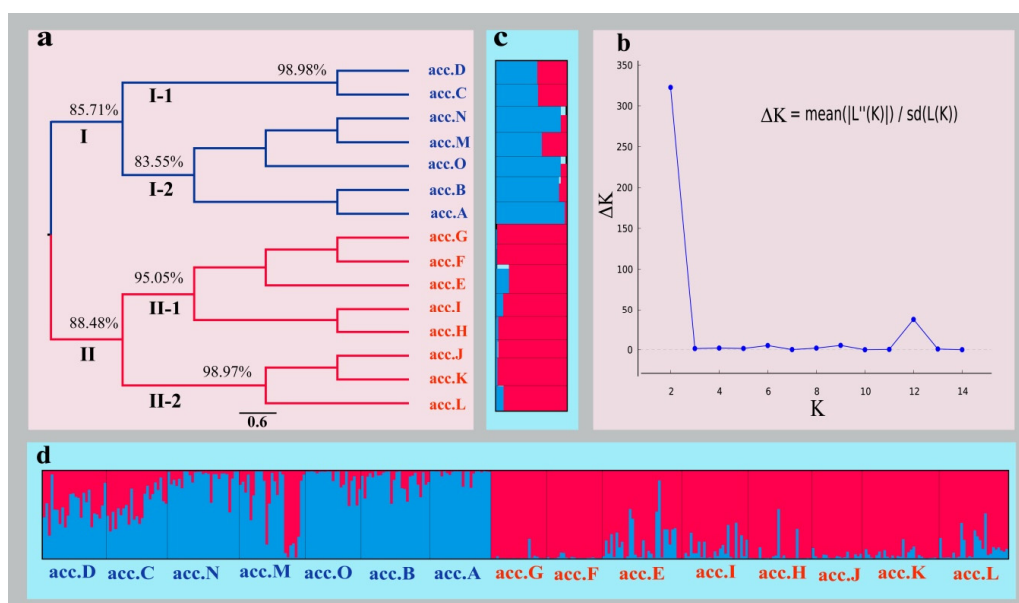 a
98.98%
acc.D
I-1
acc.C
85.71%
I
acc.N
acc.M
83.55%
acc.O
I-2
acc.B
acc.A
acc.G
acc.F
95.05%
acc.E
II-1
acc.I
88.48%
acc.H
II
acc.J
98.97%
acc.K
II-2
acc.L
0.6
c
b
350
300
250
200
150
100
50
0
ΔK
ΔK = mean(|L''(K)|) / sd(L(K))
2 4 6 8 10 12 14
K
d
acc.D acc.C acc.N acc.M acc.O acc.B acc.A acc.G acc.F acc.E acc.I acc.H acc.J acc.K acc.L